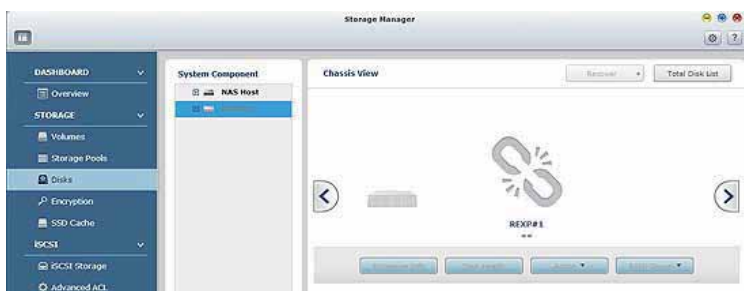 Storage Manager
DASHBOARD
Overview
STORAGE
Volumes
Storage Pools
Disks
Encryption
SSD Cache
iSCSI
iSCSI Storage
Advanced ACL
System Component
NAS Host
Chassis View
Recover
Total Disk List
REXP#1
--
?